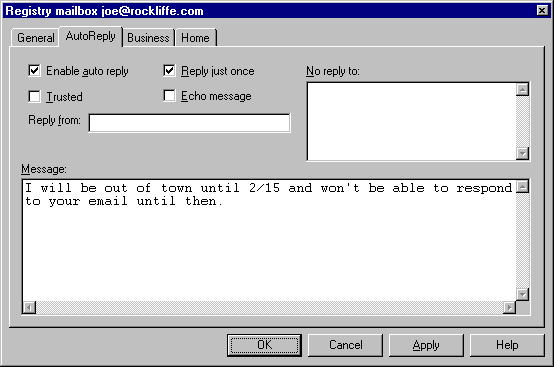 Registry mailbox joe@rockliffe.com
General AutoReply Business Home
Enable auto reply Reply just once No reply to:
Trusted Echo message
Reply from:
Message:
I will be out of town until 2/15 and won't be able to respond
to your email until then.
OK Cancel Apply Help